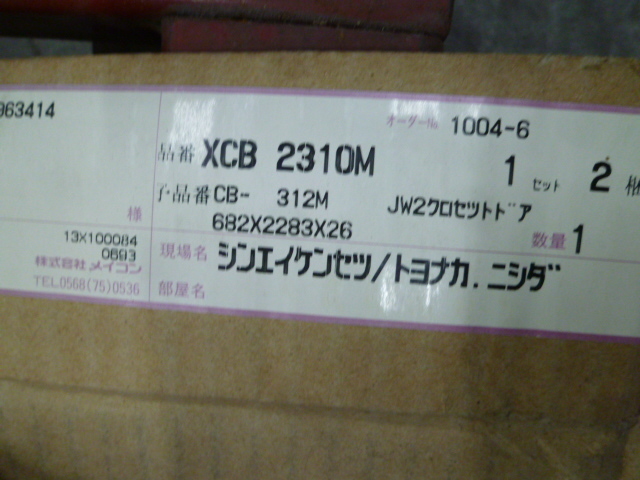 963414
オーダーNo. 1004-6
品番 XCB 2310M 1 セット 2 梱
子品番 CB- 312M JW2クロセットドア
682X2283X26
様
数量 1
13X100084
0693
株式会社 メイコン
TEL0568(75)0536
現場名 シンエイケンセツ/トヨナカ. ニシダ
部屋名